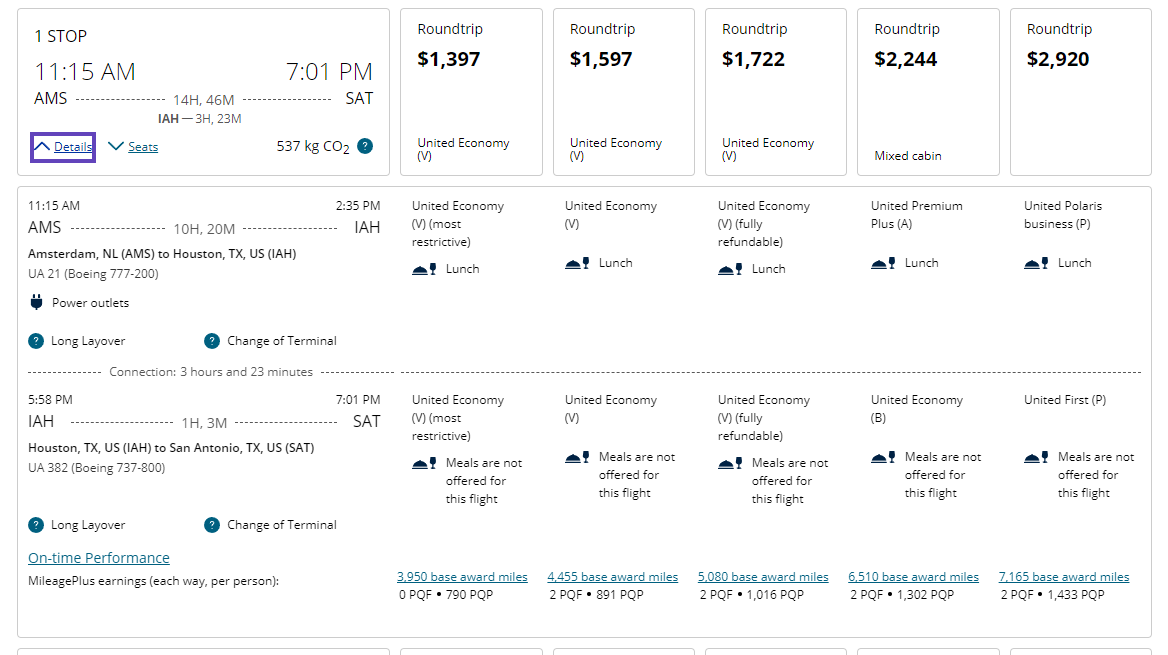 1 STOP
11:15 AM 7:01 PM
AMS 14H, 46M SAT
IAH — 3H, 23M
Details Seats 537 kg CO2 ?
Roundtrip
$1,397
United Economy
(V)
Roundtrip
$1,597
United Economy
(V)
Roundtrip
$1,722
United Economy
(V)
Roundtrip
$2,244
Mixed cabin
Roundtrip
$2,920
11:15 AM 2:35 PM
AMS 10H, 20M IAH
Amsterdam, NL (AMS) to Houston, TX, US (IAH)
UA 21 (Boeing 777-200)
Power outlets
? Long Layover ? Change of Terminal
United Economy
(V) (most
restrictive)
Lunch
United Economy
(V)
Lunch
United Economy
(V) (fully
refundable)
Lunch
United Premium
Plus (A)
Lunch
United Polaris
business (P)
Lunch
Connection: 3 hours and 23 minutes
5:58 PM 7:01 PM
IAH 1H, 3M SAT
Houston, TX, US (IAH) to San Antonio, TX, US (SAT)
UA 382 (Boeing 737-800)
? Long Layover ? Change of Terminal
United Economy
(V) (most
restrictive)
Meals are not
offered for
this flight
United Economy
(V)
Meals are not
offered for
this flight
United Economy
(V) (fully
refundable)
Meals are not
offered for
this flight
United Economy
(B)
Meals are not
offered for
this flight
United First (P)
Meals are not
offered for
this flight
On-time Performance
MileagePlus earnings (each way, per person):
3,950 base award miles
0 PQF • 790 PQP
4,455 base award miles
2 PQF • 891 PQP
5,080 base award miles
2 PQF • 1,016 PQP
6,510 base award miles
2 PQF • 1,302 PQP
7,165 base award miles
2 PQF • 1,433 PQP